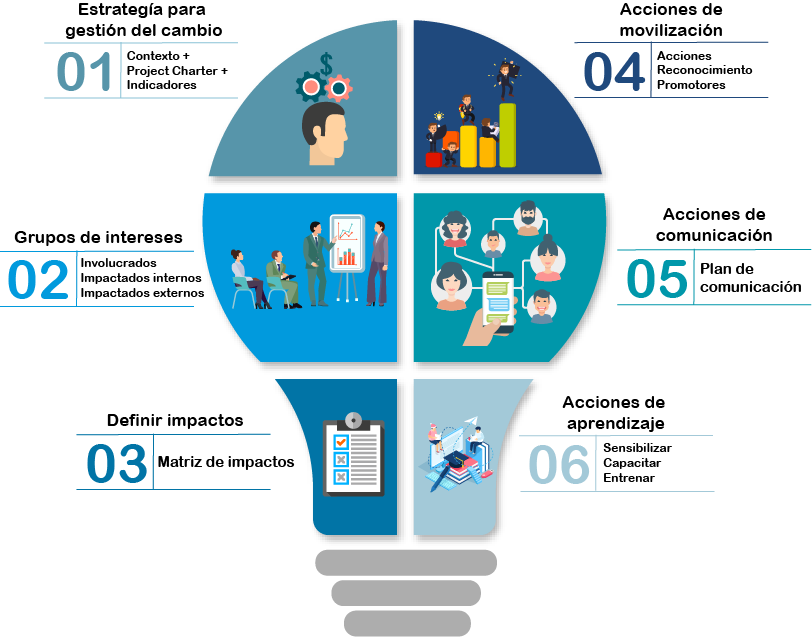 Estrategía para
gestión del cambio
01
Contexto +
Project Charter +
Indicadores
Grupos de intereses
02
Involucrados
Impactados internos
Impactados externos
Definir impactos
03
Matriz de impactos
Acciones de
movilización
04
Acciones
Reconocimiento
Promotores
Acciones de
comunicación
05
Plan de
comunicación
Acciones de
aprendizaje
06
Sensibilizar
Capacitar
Entrenar
$